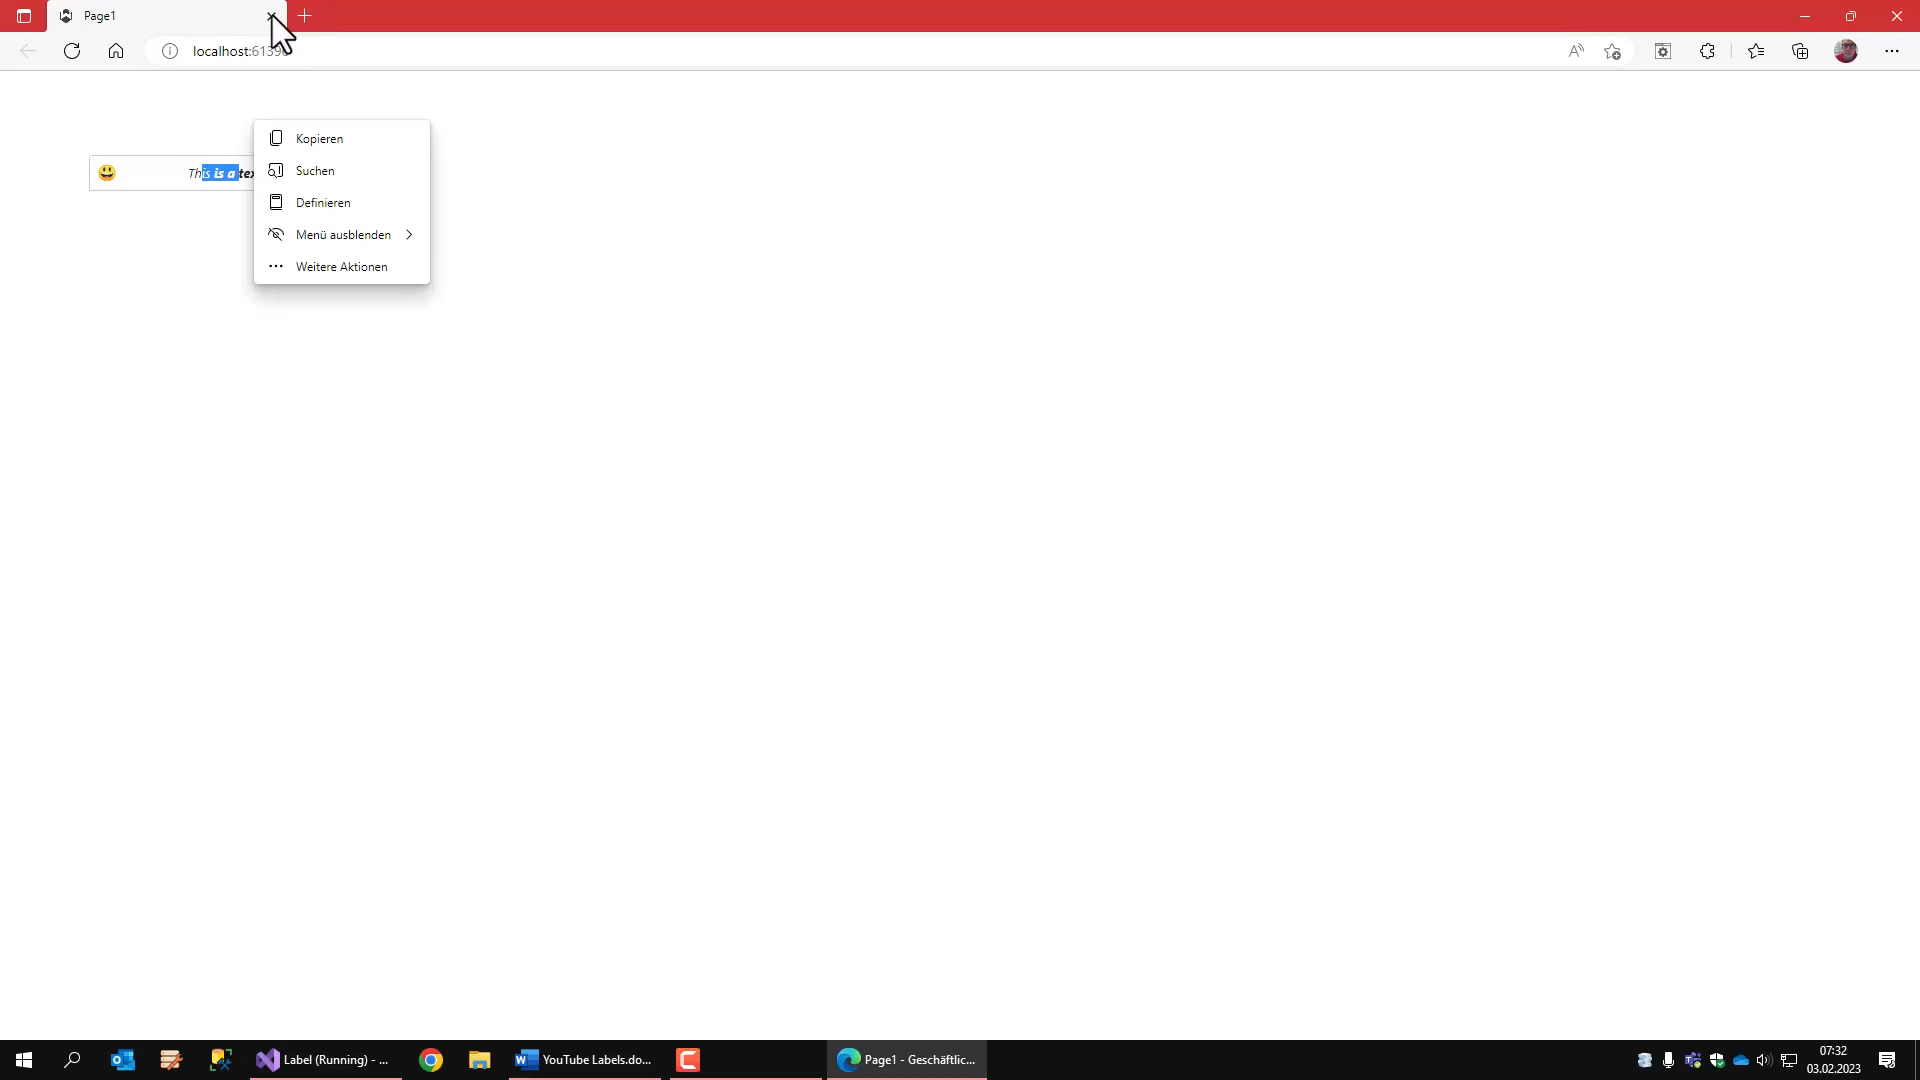 Page1
localhost:6139
This is a tex
Kopieren
Suchen
Definieren
Menü ausblenden
Weitere Aktionen
Label (Running) - ...
YouTube Labels.do...
Page1 - Geschäftlic...
07:32
03.02.2023